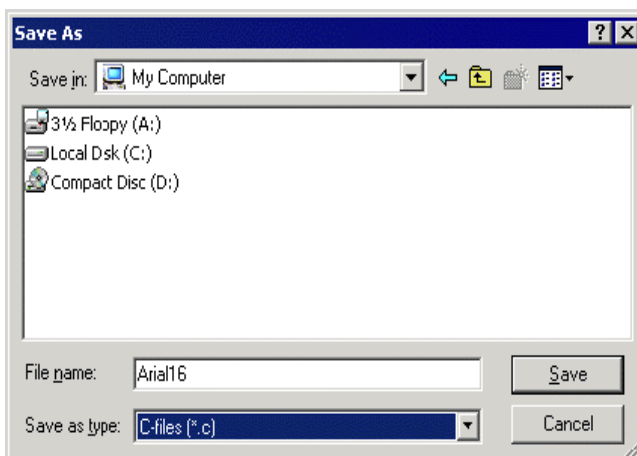 Save As
Save in: My Computer
3½ Floppy (A:)
Local Dsk (C:)
Compact Disc (D:)
File name: Arial16 Save
Save as type: C-files (*.c) Cancel